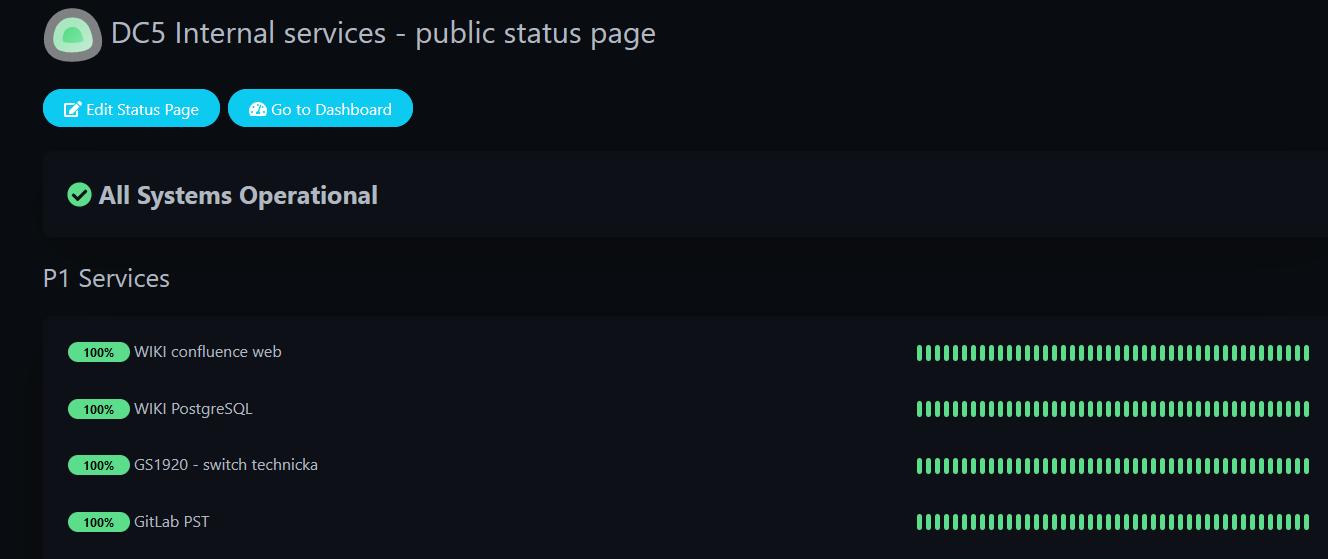 DC5 Internal services - public status page
Edit Status Page Go to Dashboard
All Systems Operational
P1 Services
100% WIKI confluence web
100% WIKI PostgreSQL
100% GS1920 - switch technicka
100% GitLab PST